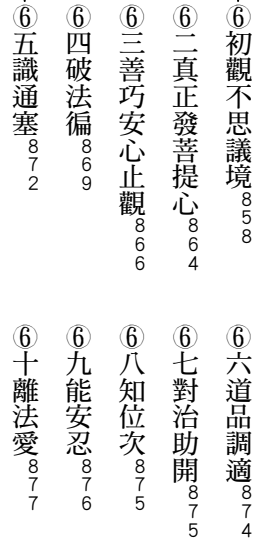 ⑥初觀不思議境858
⑥二真正發菩提心864
⑥三善巧安心止觀866
⑥四破法徧869
⑥五識通塞872
⑥六道品調適874
⑥七對治助開875
⑥八知位次875
⑥九能安忍876
⑥十離法愛877